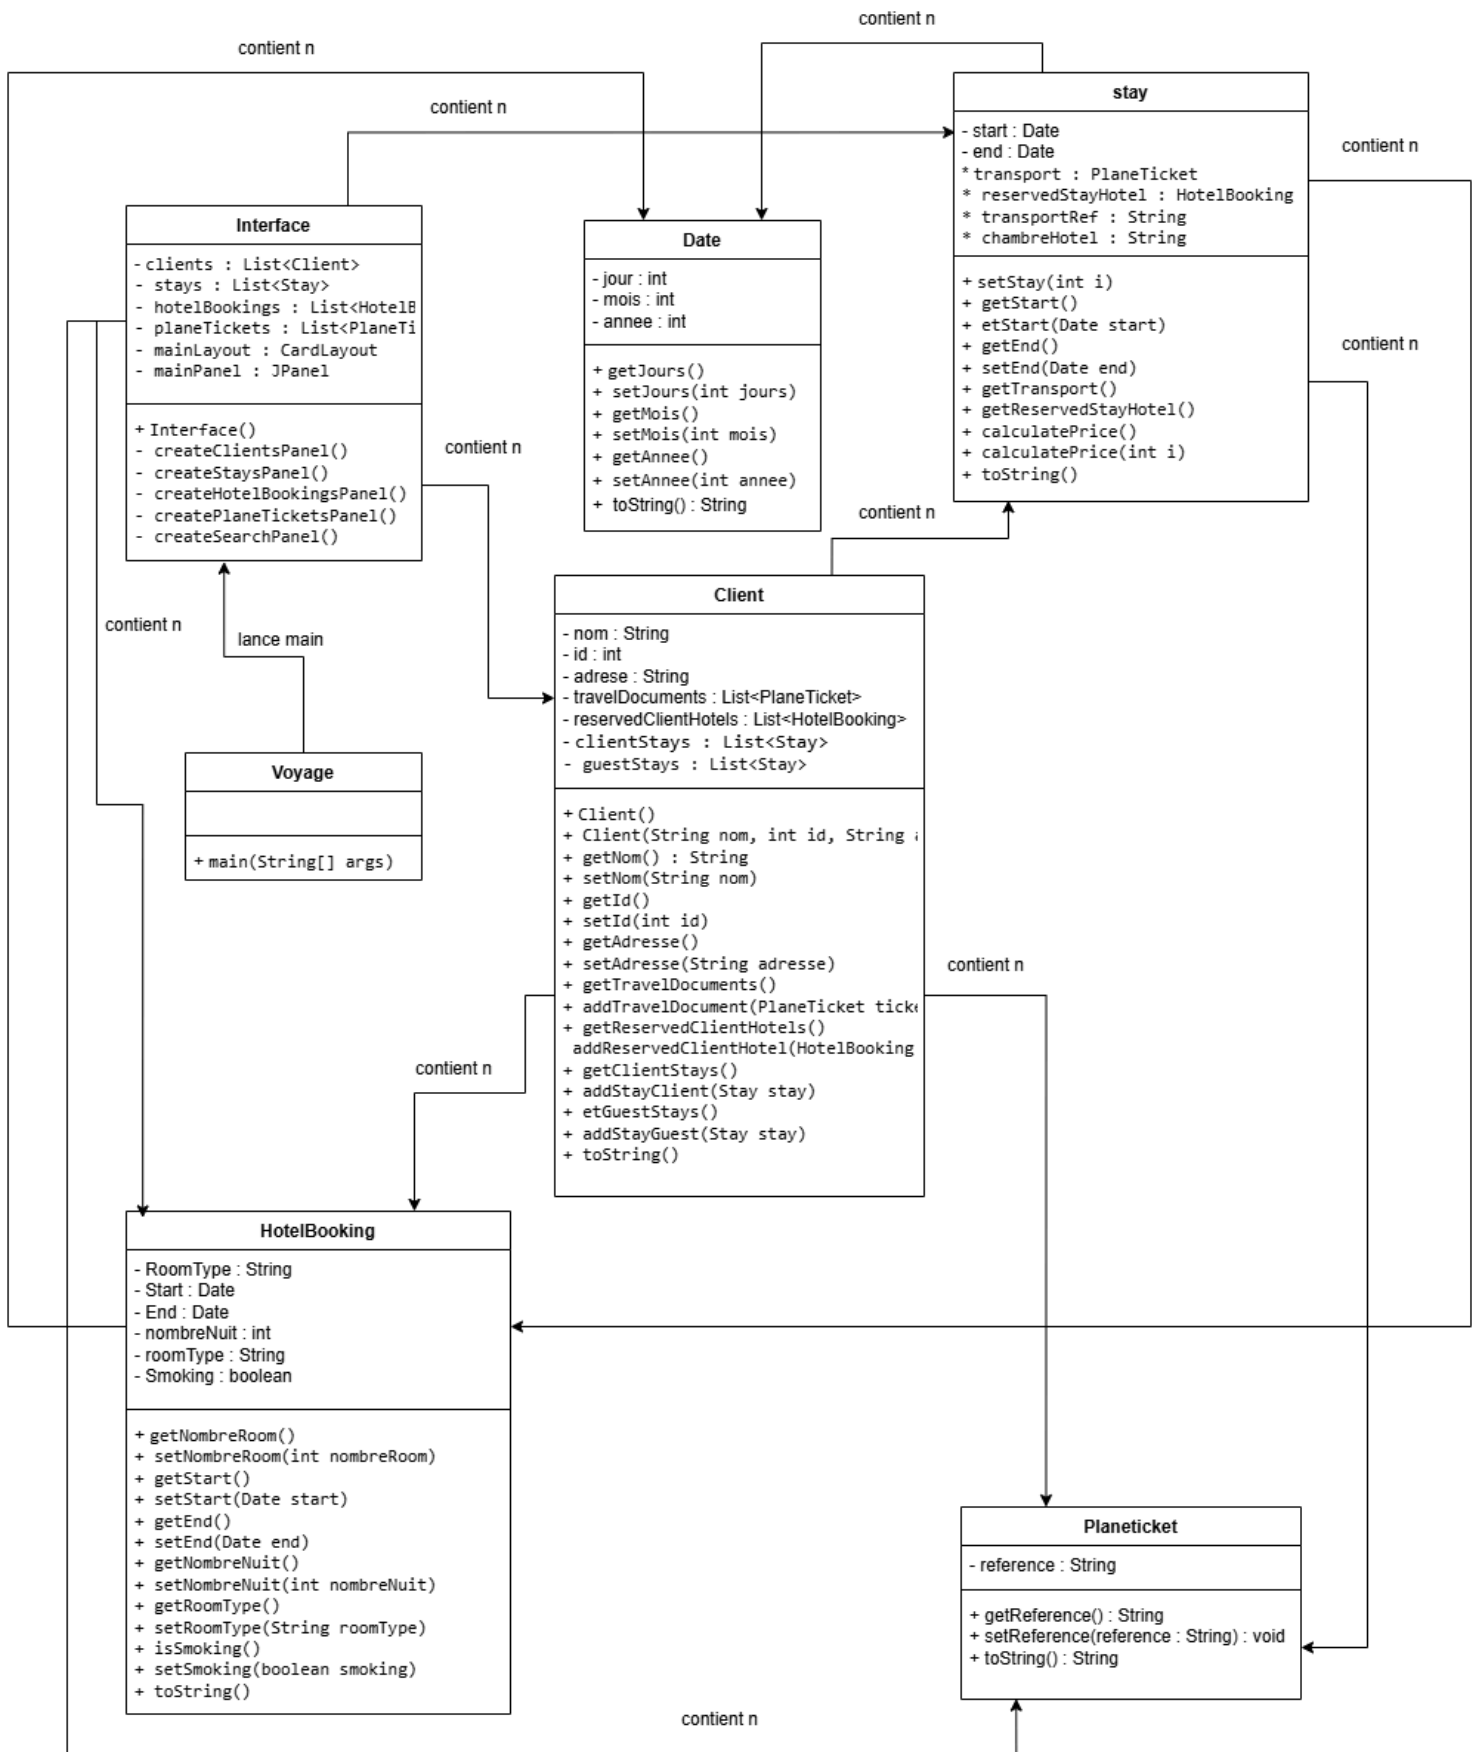 contient n
contient n
contient n
stay
- start : Date
- end : Date
* transport : PlaneTicket
* reservedStayHotel : HotelBooking
* transportRef : String
* chambreHotel : String
+ setStay(int i)
+ getStart()
+ etStart(Date start)
+ getEnd()
+ setEnd(Date end)
+ getTransport()
+ getReservedStayHotel()
+ calculatePrice()
+ calculatePrice(int i)
+ toString()
contient n
contient n
Interface
- clients : List<Client>
- stays : List<Stay>
- hotelBookings : List<HotelB
- planeTickets : List<PlaneTi
- mainLayout : CardLayout
- mainPanel : JPanel
+ Interface()
- createClientsPanel()
- createStaysPanel()
- createHotelBookingsPanel()
- createPlaneTicketsPanel()
- createSearchPanel()
Date
- jour : int
- mois : int
- annee : int
+ getJours()
+ setJours(int jours)
+ getMois()
+ setMois(int mois)
+ getAnnee()
+ setAnnee(int annee)
+ toString() : String
contient n
contient n
contient n
lance main
Voyage
+ main(String[] args)
Client
- nom : String
- id : int
- adrese : String
- travelDocuments : List<PlaneTicket>
- reservedClientHotels : List<HotelBooking>
- clientStays : List<Stay>
- guestStays : List<Stay>
+ Client()
+ Client(String nom, int id, String
+ getNom() : String
+ setNom(String nom)
+ getId()
+ setId(int id)
+ getAdresse()
+ setAdresse(String adresse)
+ getTravelDocuments()
+ addTravelDocument(PlaneTicket ticke
+ getReservedClientHotels()
addReservedClientHotel(HotelBooking
+ getClientStays()
+ addStayClient(Stay stay)
+ etGuestStays()
+ addStayGuest(Stay stay)
+ toString()
contient n
contient n
HotelBooking
- RoomType : String
- Start : Date
- End : Date
- nombreNuit : int
- roomType : String
- Smoking : boolean
+ getNombreRoom()
+ setNombreRoom(int nombreRoom)
+ getStart()
+ setStart(Date start)
+ getEnd()
+ setEnd(Date end)
+ getNombreNuit()
+ setNombreNuit(int nombreNuit)
+ getRoomType()
+ setRoomType(String roomType)
+ isSmoking()
+ setSmoking(boolean smoking)
+ toString()
Planeticket
- reference : String
+ getReference() : String
+ setReference(reference : String) : void
+ toString() : String
contient n